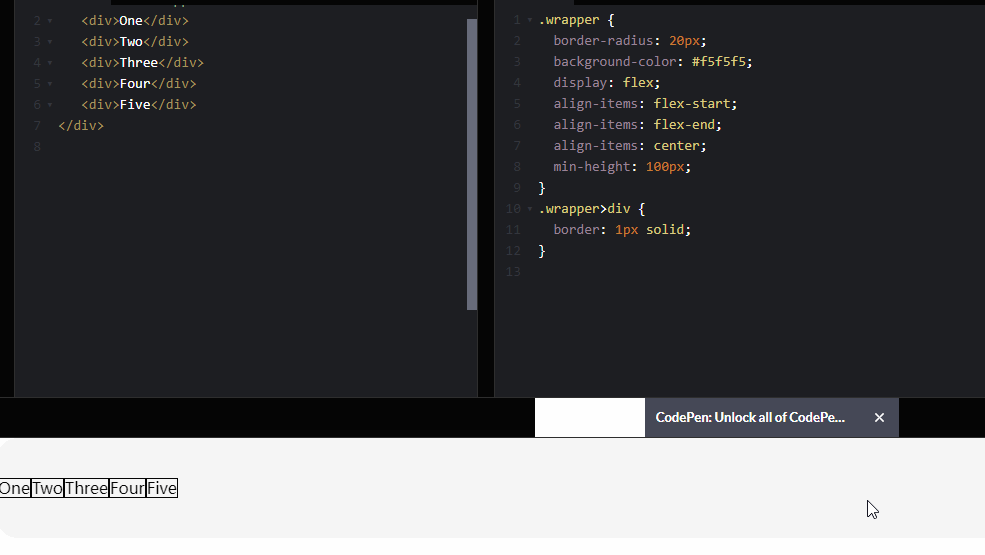 2 <div>One</div>
3 <div>Two</div>
4 <div>Three</div>
5 <div>Four</div>
6 <div>Five</div>
7 </div>
8
1 .wrapper {
2 border-radius: 20px;
3 background-color: #f5f5f5;
4 display: flex;
5 align-items: flex-start;
6 align-items: flex-end;
7 align-items: center;
8 min-height: 100px;
9 }
10 .wrapper>div {
11 border: 1px solid;
12 }
13
CodePen: Unlock all of CodePe... ×
One Two Three Four Five